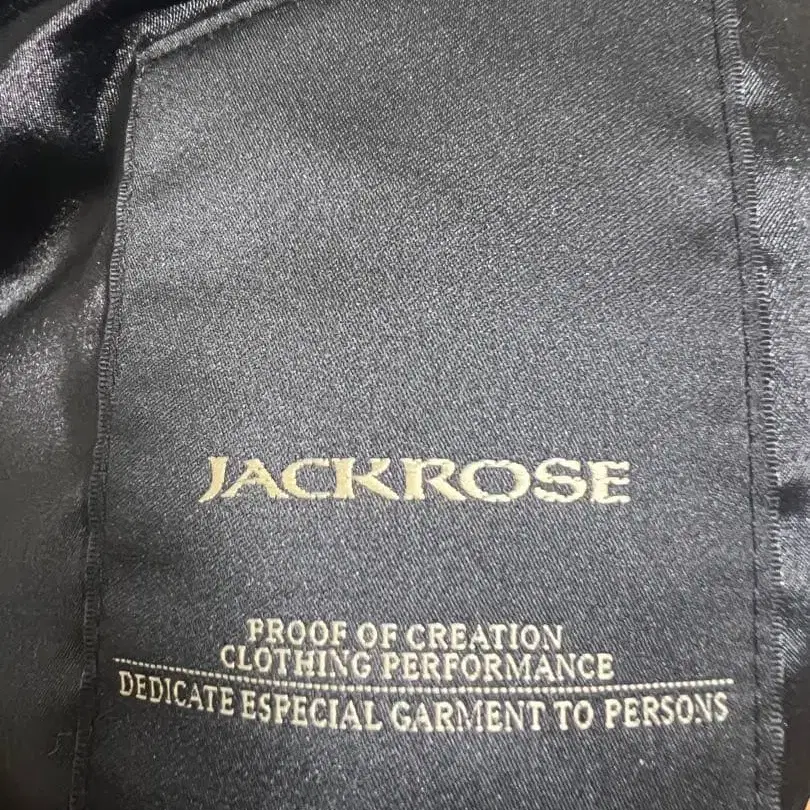 JACKROSE
PROOF OF CREATION
CLOTHING PERFORMANCE
DEDICATE ESPECIAL GARMENT TO PERSONS